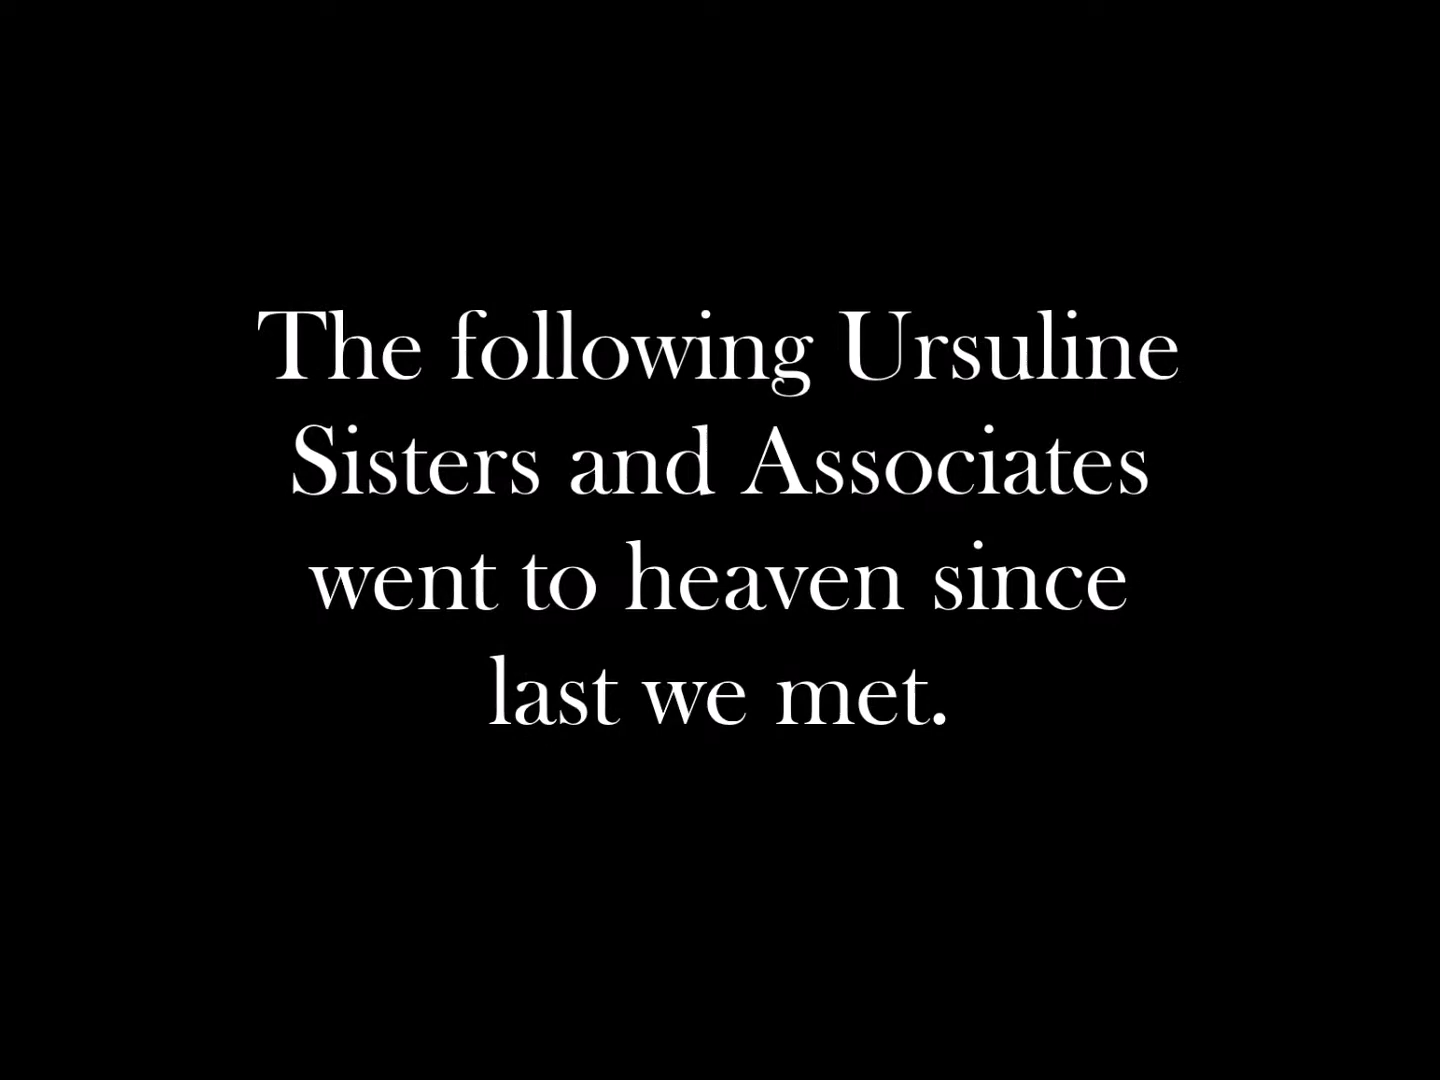 The following Ursuline
Sisters and Associates
went to heaven since
last we met.